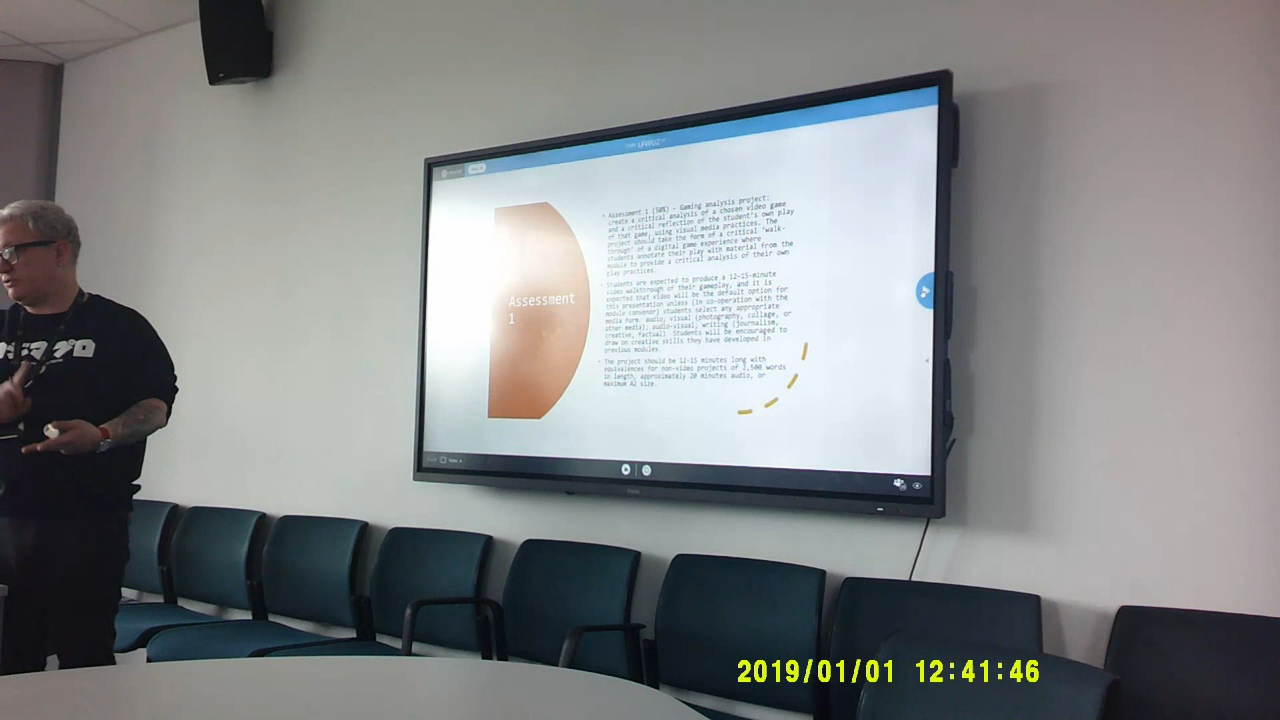 Assessment
1
• Assessment 1 (50%) – Gaming analysis project:
create a critical analysis of a chosen video game
and a critical reflection of the student's own play
of that game, using visual media practices. The
project should take the form of a critical 'walk-
through' of a digital game experience where
students annotate their play with material from the
module to provide a critical analysis of their own
play practices.
• Students are expected to produce a 12-15-minute
video walkthrough of their gameplay, and it is
expected that video will be the default option for
this presentation unless (in co-operation with the
module convenor) students select any appropriate
media form: audio; visual (photography, collage, or
other media); audio-visual, writing (journalism,
creative, factual) Students will be encouraged to
draw on creative skills they have developed in
previous modules.
• The project should be 12-15 minutes long with
equivalences for non-video projects of 2,500 words
in length, approximately 20 minutes audio, or
maximum A2 size.
2019/01/01 12:41:46